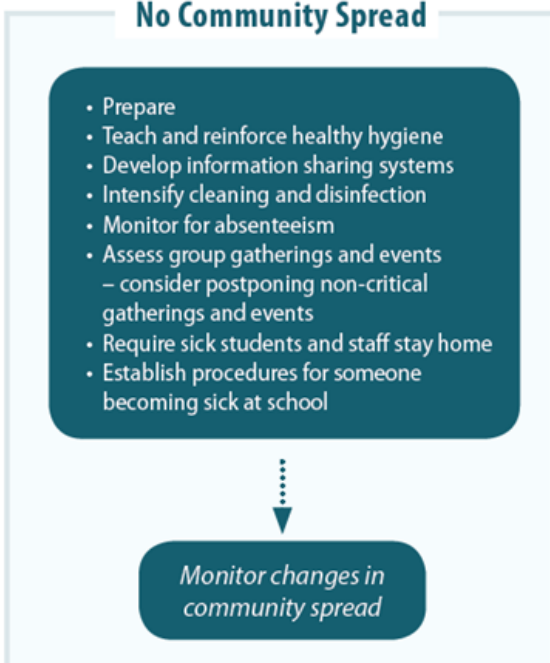 No Community Spread
• Prepare
• Teach and reinforce healthy hygiene
• Develop information sharing systems
• Intensify cleaning and disinfection
• Monitor for absenteeism
• Assess group gatherings and events
– consider postponing non-critical
gatherings and events
• Require sick students and staff stay home
• Establish procedures for someone
becoming sick at school
Monitor changes in
community spread